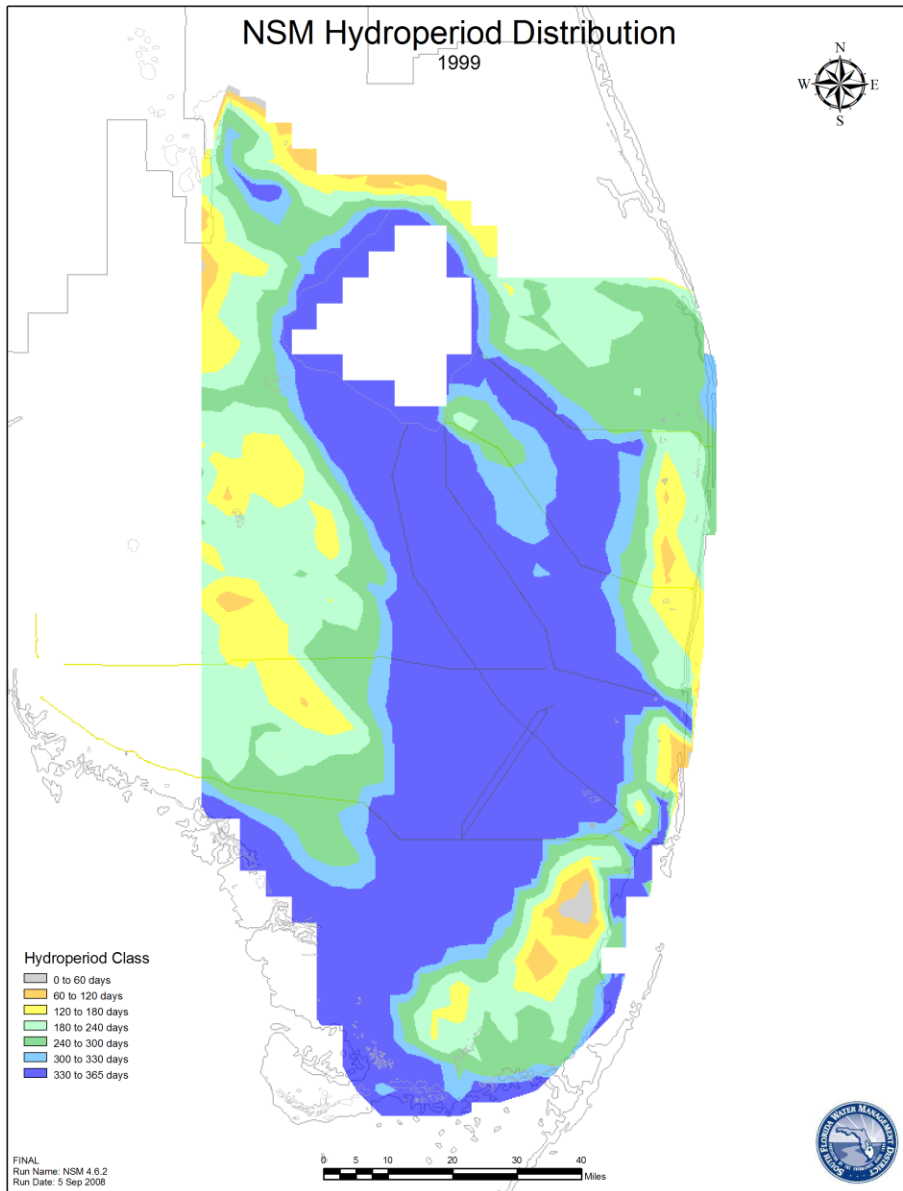 NSM Hydroperiod Distribution
1999
N
W
E
S
Hydroperiod Class
0 to 60 days
60 to 120 days
120 to 180 days
180 to 240 days
240 to 300 days
300 to 330 days
330 to 365 days
FINAL
Run Name: NSM 4.6.2
Run Date: 5 Sep 2008
0 5 10 20 30 40
Miles
SOUTH FLORIDA WATER MANAGEMENT DISTRICT